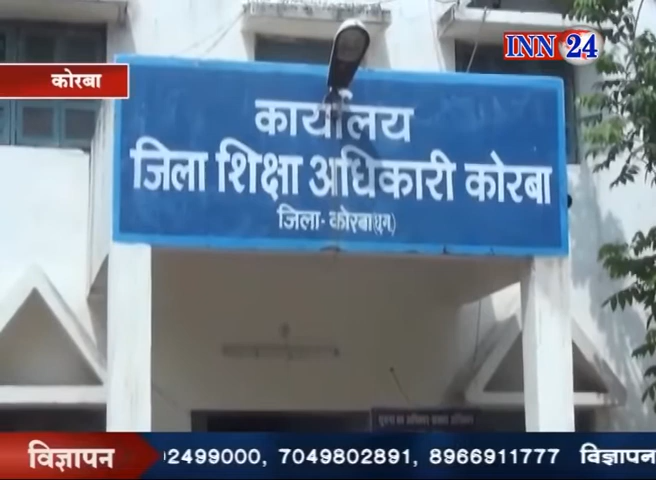 INN 24
कोरबा
कार्यालय
जिला शिक्षा अधिकारी कोरबा
जिला- कोरबा(छ.ग.)
विज्ञापन 2499000, 7049802891, 8966911777 विज्ञापन